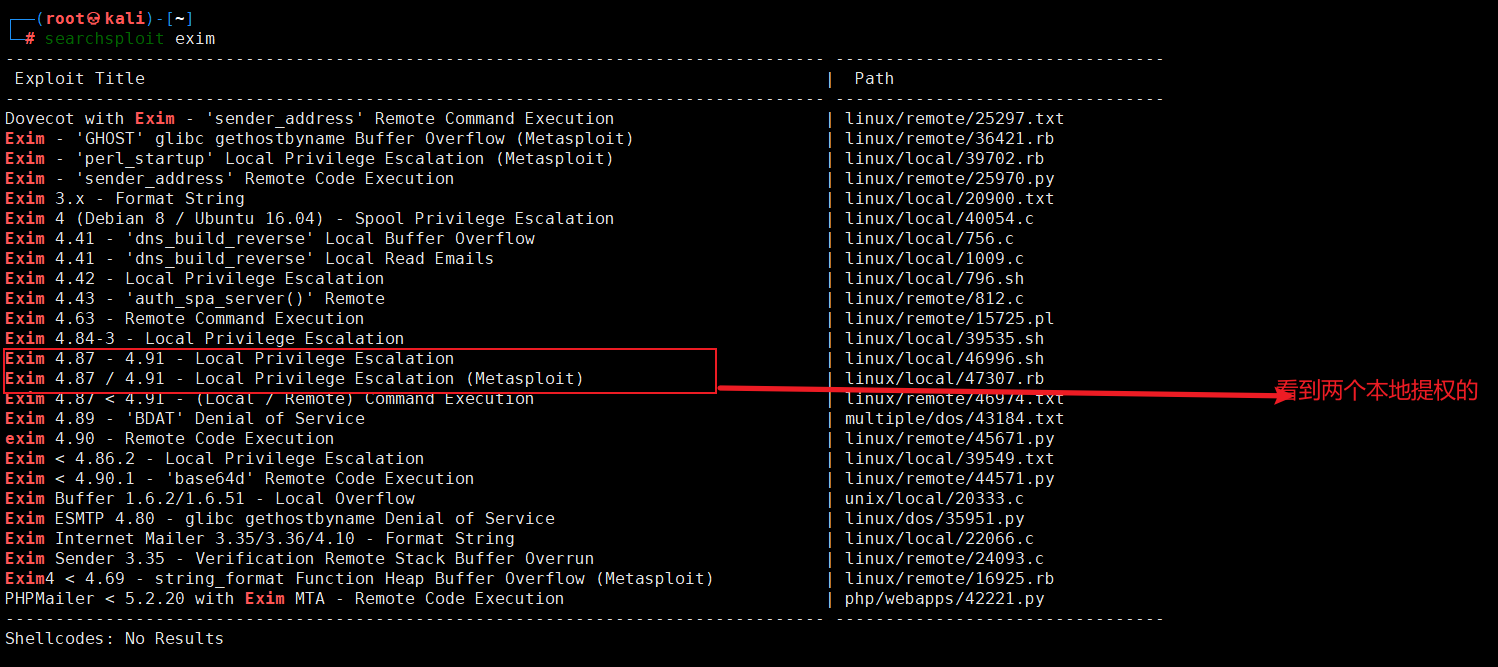 ┌──(root㉿kali)-[~]
└─# searchsploit exim
---------------------------------------------------------------------------------- ---------------------------------
Exploit Title | Path
---------------------------------------------------------------------------------- ---------------------------------
Dovecot with Exim - 'sender_address' Remote Command Execution | linux/remote/25297.txt
Exim - 'GHOST' glibc gethostbyname Buffer Overflow (Metasploit) | linux/remote/36421.rb
Exim - 'perl_startup' Local Privilege Escalation (Metasploit) | linux/local/39702.rb
Exim - 'sender_address' Remote Code Execution | linux/remote/25970.py
Exim 3.x - Format String | linux/local/20900.txt
Exim 4 (Debian 8 / Ubuntu 16.04) - Spool Privilege Escalation | linux/local/40054.c
Exim 4.41 - 'dns_build_reverse' Local Buffer Overflow | linux/local/756.c
Exim 4.41 - 'dns_build_reverse' Local Read Emails | linux/local/1009.c
Exim 4.42 - Local Privilege Escalation | linux/local/796.sh
Exim 4.43 - 'auth_spa_server()' Remote | linux/remote/812.c
Exim 4.63 - Remote Command Execution | linux/remote/15725.pl
Exim 4.84-3 - Local Privilege Escalation | linux/local/39535.sh
Exim 4.87 - 4.91 - Local Privilege Escalation | linux/local/46996.sh
Exim 4.87 / 4.91 - Local Privilege Escalation (Metasploit) | linux/local/47307.rb
看到两个本地提权的
Exim 4.87 < 4.91 - (Local / Remote) Command Execution | linux/remote/46974.txt
Exim 4.89 - 'BDAT' Denial of Service | multiple/dos/43184.txt
exim 4.90 - Remote Code Execution | linux/remote/45671.py
Exim < 4.86.2 - Local Privilege Escalation | linux/local/39549.txt
Exim < 4.90.1 - 'base64d' Remote Code Execution | linux/remote/44571.py
Exim Buffer 1.6.2/1.6.51 - Local Overflow | unix/local/20333.c
Exim ESMTP 4.80 - glibc gethostbyname Denial of Service | linux/dos/35951.py
Exim Internet Mailer 3.35/3.36/4.10 - Format String | linux/local/22066.c
Exim Sender 3.35 - Verification Remote Stack Buffer Overrun | linux/remote/24093.c
Exim4 < 4.69 - string_format Function Heap Buffer Overflow (Metasploit) | linux/remote/16925.rb
PHPMailer < 5.2.20 with Exim MTA - Remote Code Execution | php/webapps/42221.py
---------------------------------------------------------------------------------- ---------------------------------
Shellcodes: No Results